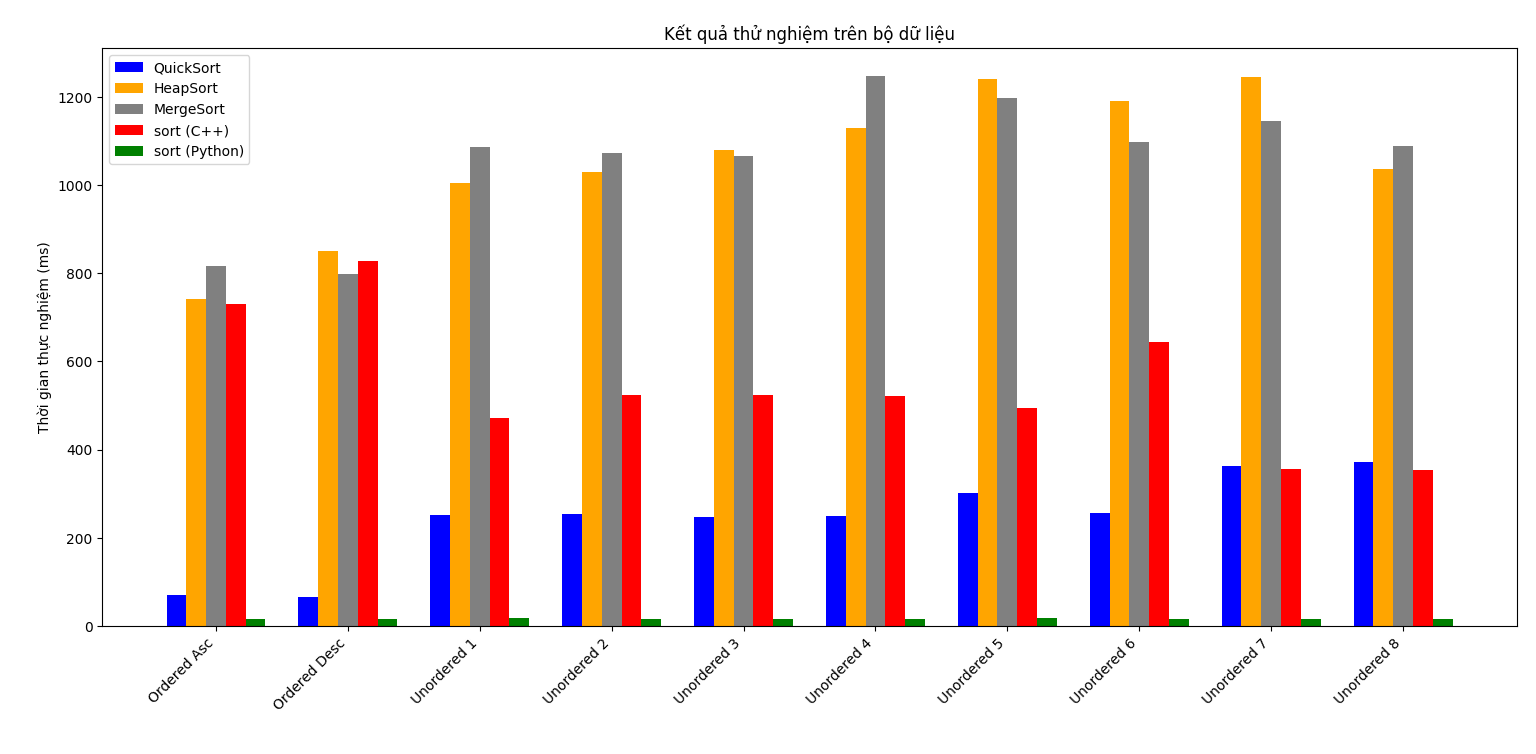 Kết quả thử nghiệm trên bộ dữ liệu
QuickSort
HeapSort
MergeSort
sort (C++)
sort (Python)
Thời gian thực nghiệm (ms)
1200
1000
800
600
400
200
0
Ordered Asc
Ordered Desc
Unordered 1
Unordered 2
Unordered 3
Unordered 4
Unordered 5
Unordered 6
Unordered 7
Unordered 8